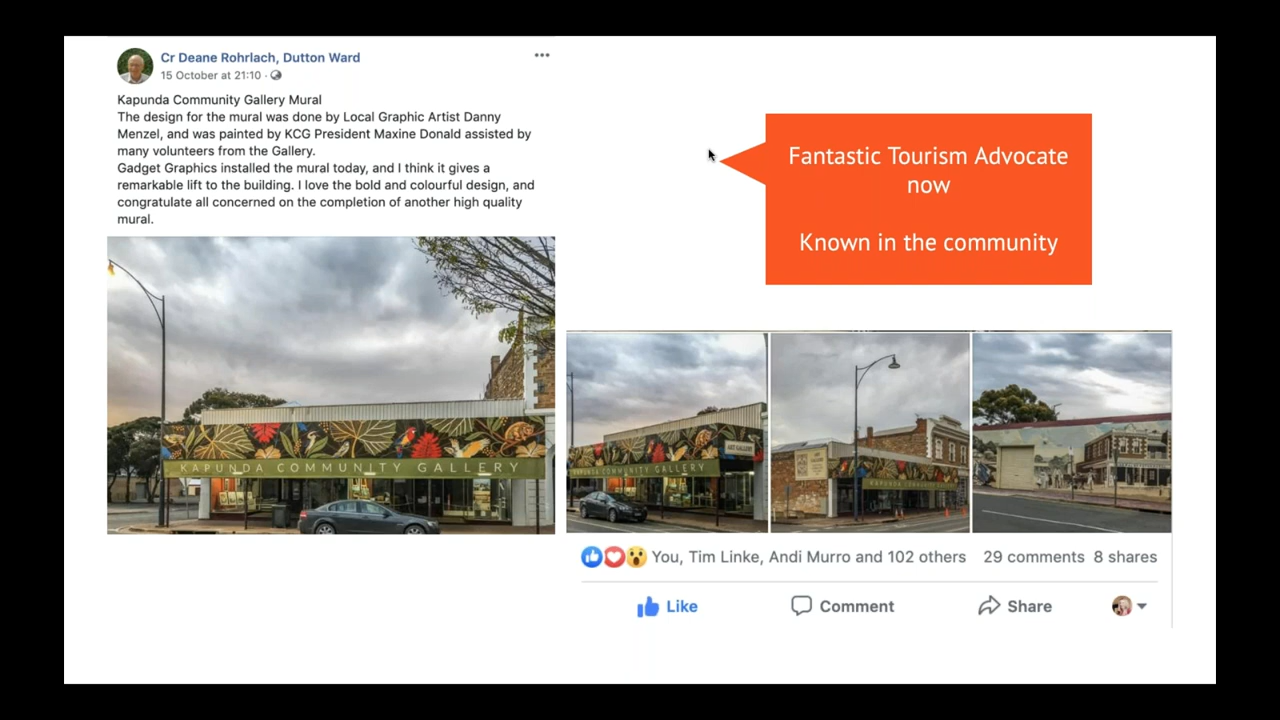 Cr Deane Rohrlach, Dutton Ward
15 October at 21:10 ·
Kapunda Community Gallery Mural
The design for the mural was done by Local Graphic Artist Danny
Menzel, and was painted by KCG President Maxine Donald assisted by
many volunteers from the Gallery.
Gadget Graphics installed the mural today, and I think it gives a
remarkable lift to the building. I love the bold and colourful design, and
congratulate all concerned on the completion of another high quality
mural.
Fantastic Tourism Advocate
now
Known in the community
KAPUNDA COMMUNITY GALLERY
KAPUNDA COMMUNITY GALLERY
ART GALLERY
You, Tim Linke, Andi Murro and 102 others 29 comments 8 shares
Like Comment Share